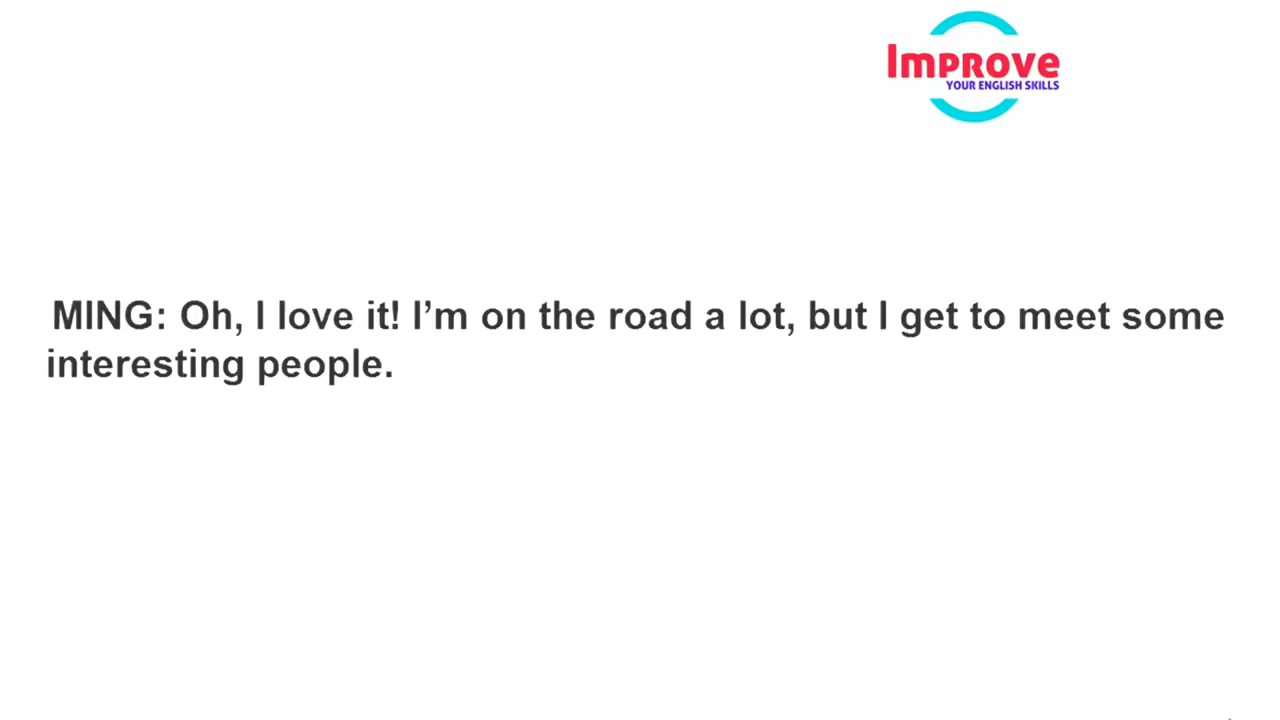 Improve
YOUR ENGLISH SKILLS
MING: Oh, I love it! I’m on the road a lot, but I get to meet some
interesting people.